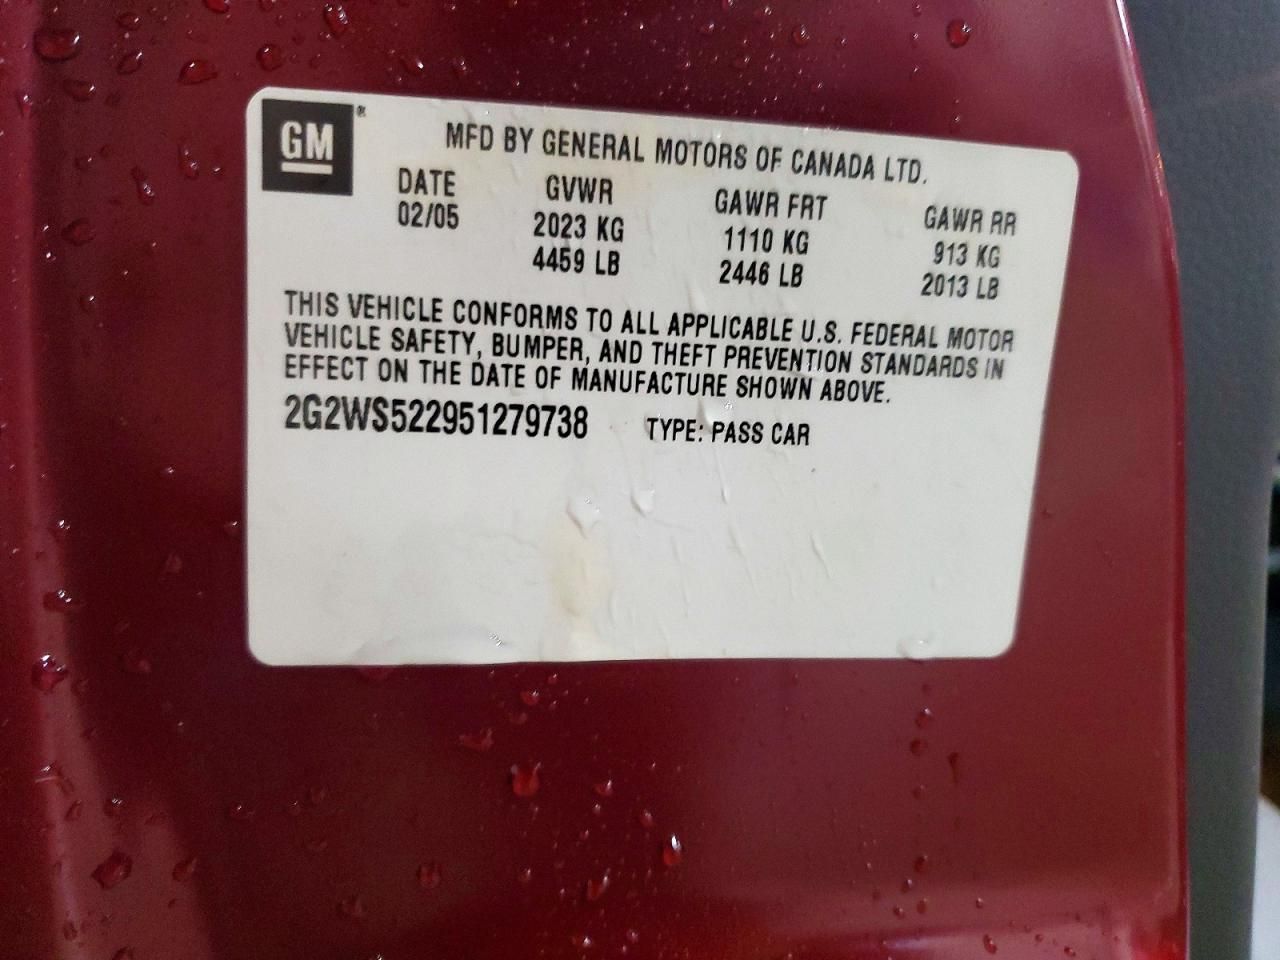 GM ®
MFD BY GENERAL MOTORS OF CANADA LTD.
DATE GVWR GAWR FRT GAWR RR
02/05 2023 KG 1110 KG 913 KG
4459 LB 2446 LB 2013 LB
THIS VEHICLE CONFORMS TO ALL APPLICABLE U.S. FEDERAL MOTOR
VEHICLE SAFETY, BUMPER, AND THEFT PREVENTION STANDARDS IN
EFFECT ON THE DATE OF MANUFACTURE SHOWN ABOVE.
2G2WS522951279738 TYPE: PASS CAR